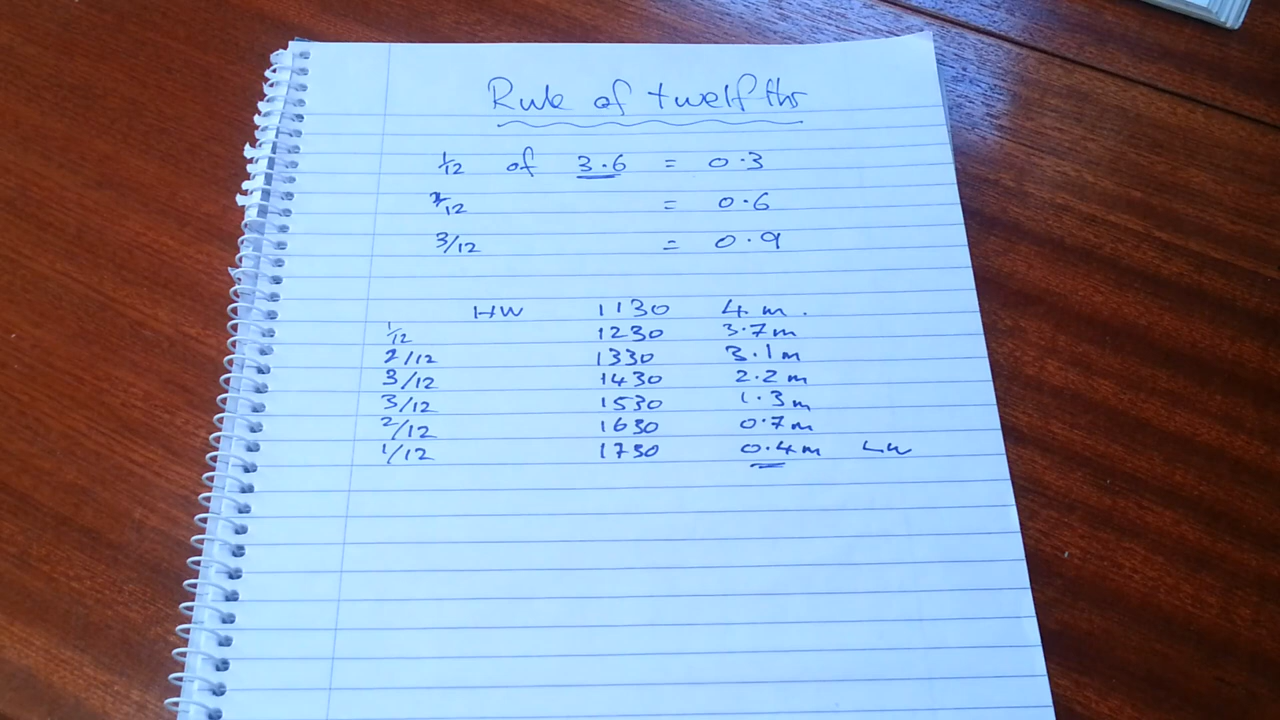 Rule of twelfths
1/12 of 3.6 = 0.3
2/12 = 0.6
3/12 = 0.9
HW 1130 4 m.
1/12 1230 3.7m
2/12 1330 3.1m
3/12 1430 2.2m
3/12 1530 1.3m
2/12 1630 0.7m
1/12 1730 0.4m LW